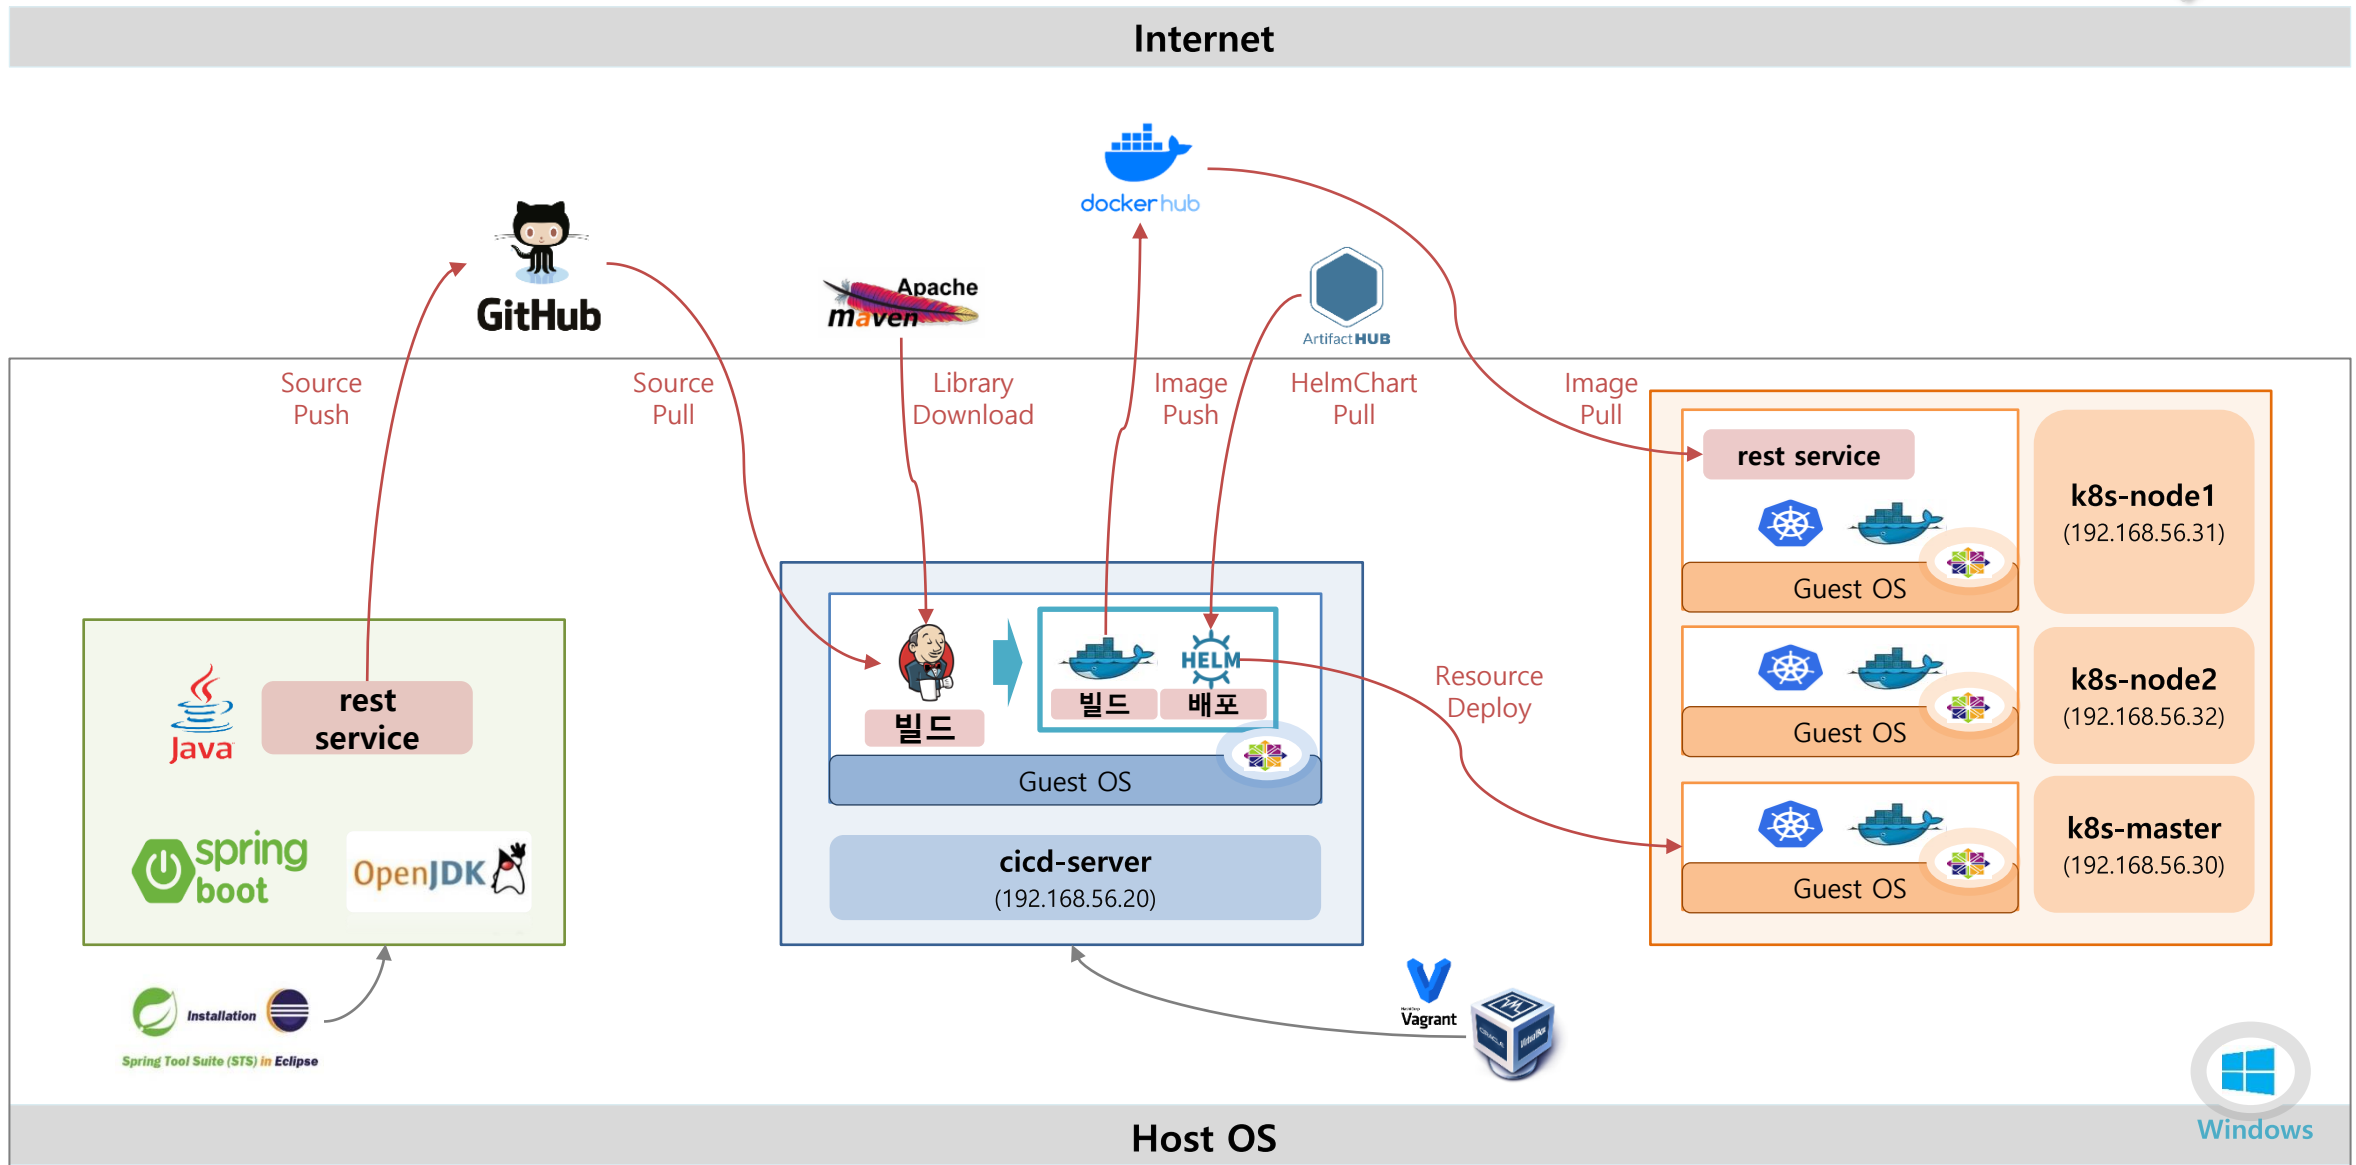 Internet
dockerhub
GitHub
Apache
maven
ArtifactHUB
Source
Push
Source
Pull
Library
Download
Image
Push
HelmChart
Pull
Image
Pull
rest service
k8s-node1
(192.168.56.31)
Guest OS
Java
rest
service
빌드
HELM
빌드
배포
Resource
Deploy
k8s-node2
(192.168.56.32)
Guest OS
Guest OS
spring
boot
OpenJDK
cicd-server
(192.168.56.20)
k8s-master
(192.168.56.30)
Guest OS
Installation
Spring Tool Suite (STS) in Eclipse
Vagrant
ORACLE
VirtualBox
Windows
Host OS